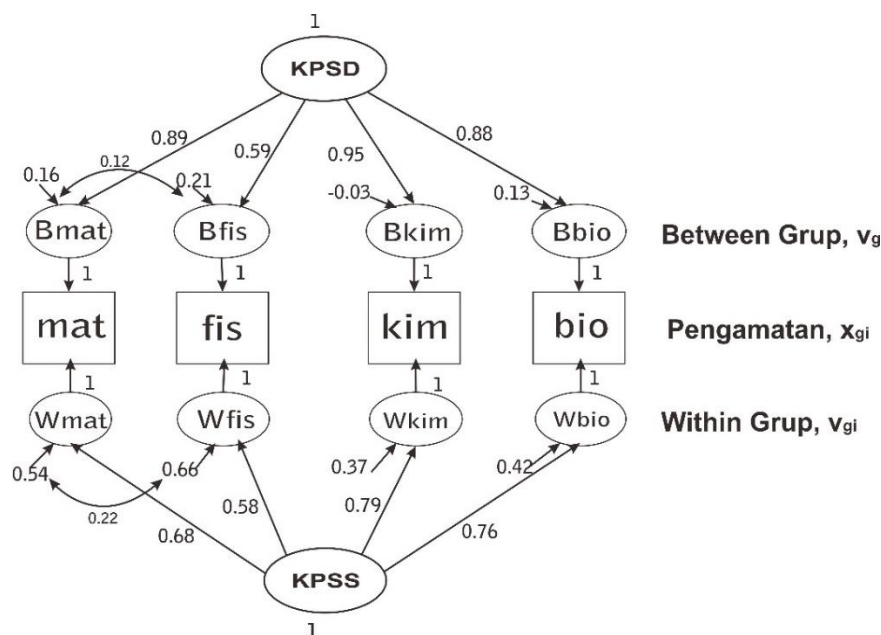 1
KPSD
0.89
0.59
0.95
0.88
0.16
0.12
0.21
-0.03
0.13
Bmat
Bfis
Bkim
Bbio
Between Grup, vg
1
1
1
1
mat
fis
kim
bio
Pengamatan, xgi
1
1
1
1
Wmat
Wfis
Wkim
Wbio
Within Grup, vgi
0.54
0.66
0.37
0.42
0.22
0.68
0.58
0.79
0.76
KPSS
1